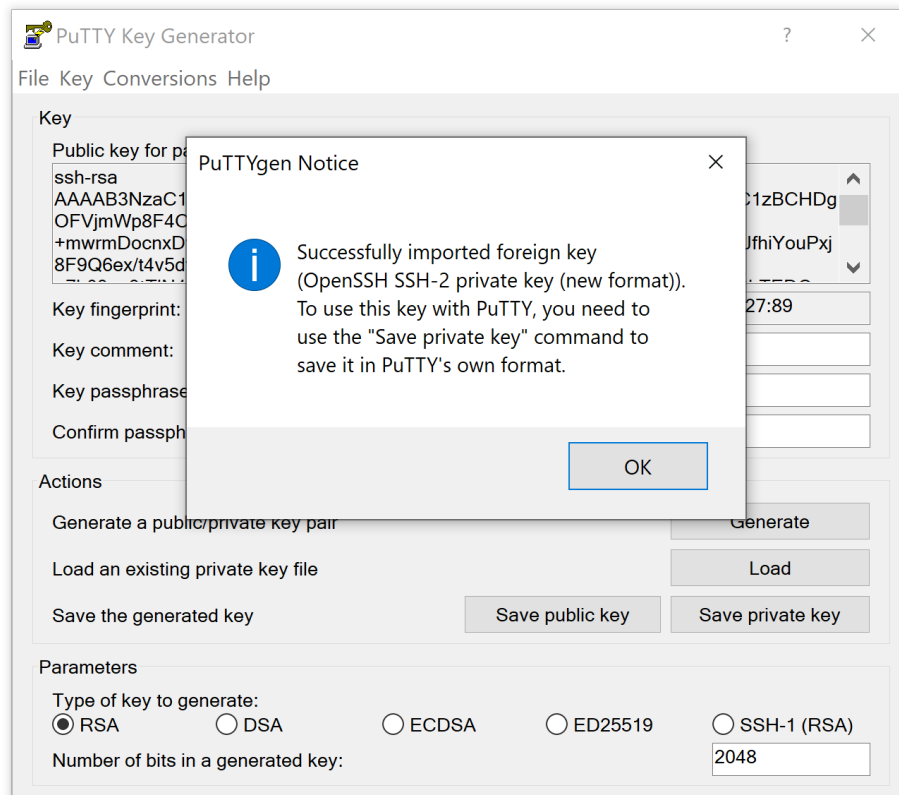 PuTTY Key Generator
?
File Key Conversions Help
Key
Public key for
ssh-rsa
PuTTYgen Notice
Successfully imported foreign key
(OpenSSH SSH-2 private key (new format)).
To use this key with PuTTY, you need to
use the "Save private key" command to
save it in PuTTY's own format.
OK
AAAAB3NzaC1 C1zBCHDg
OFVjmWp8F4C
+mwrmDocnxD JfhiYouPxj
8F9Q6ex/t4v5d
Key fingerprint: 27:89
Key comment:
Key passphrase
Confirm passph
Actions
Generate a public/private key pair Generate
Load an existing private key file Load
Save the generated key Save public key Save private key
Parameters
Type of key to generate:
RSA DSA ECDSA ED25519 SSH-1 (RSA)
Number of bits in a generated key: 2048